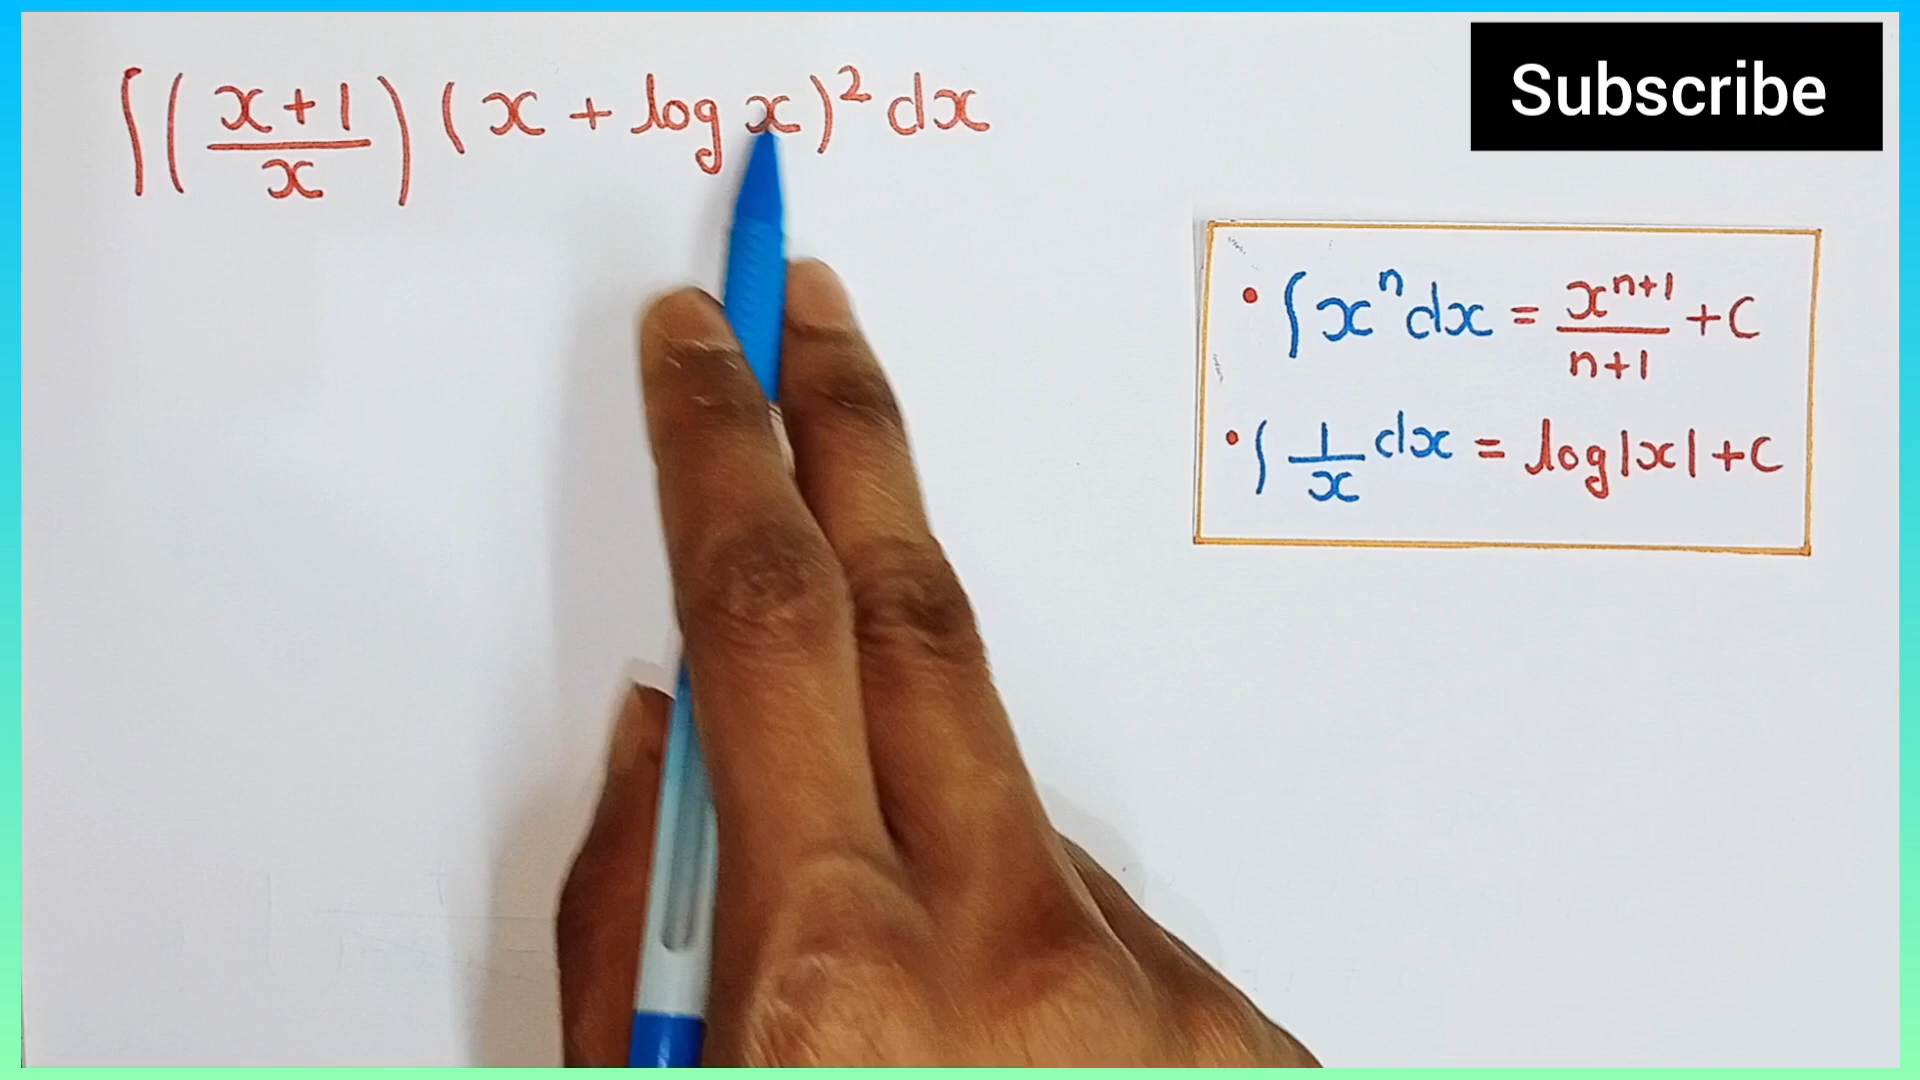 ∫(x+1/x)(x + log x)² dx
Subscribe
• ∫xⁿdx = xⁿ⁺¹/n+1 + C
• ∫1/x dx = log|x| + C